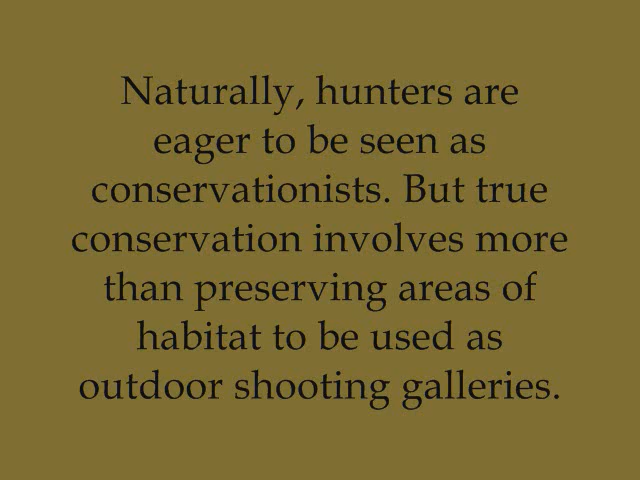 Naturally, hunters are
eager to be seen as
conservationists. But true
conservation involves more
than preserving areas of
habitat to be used as
outdoor shooting galleries.